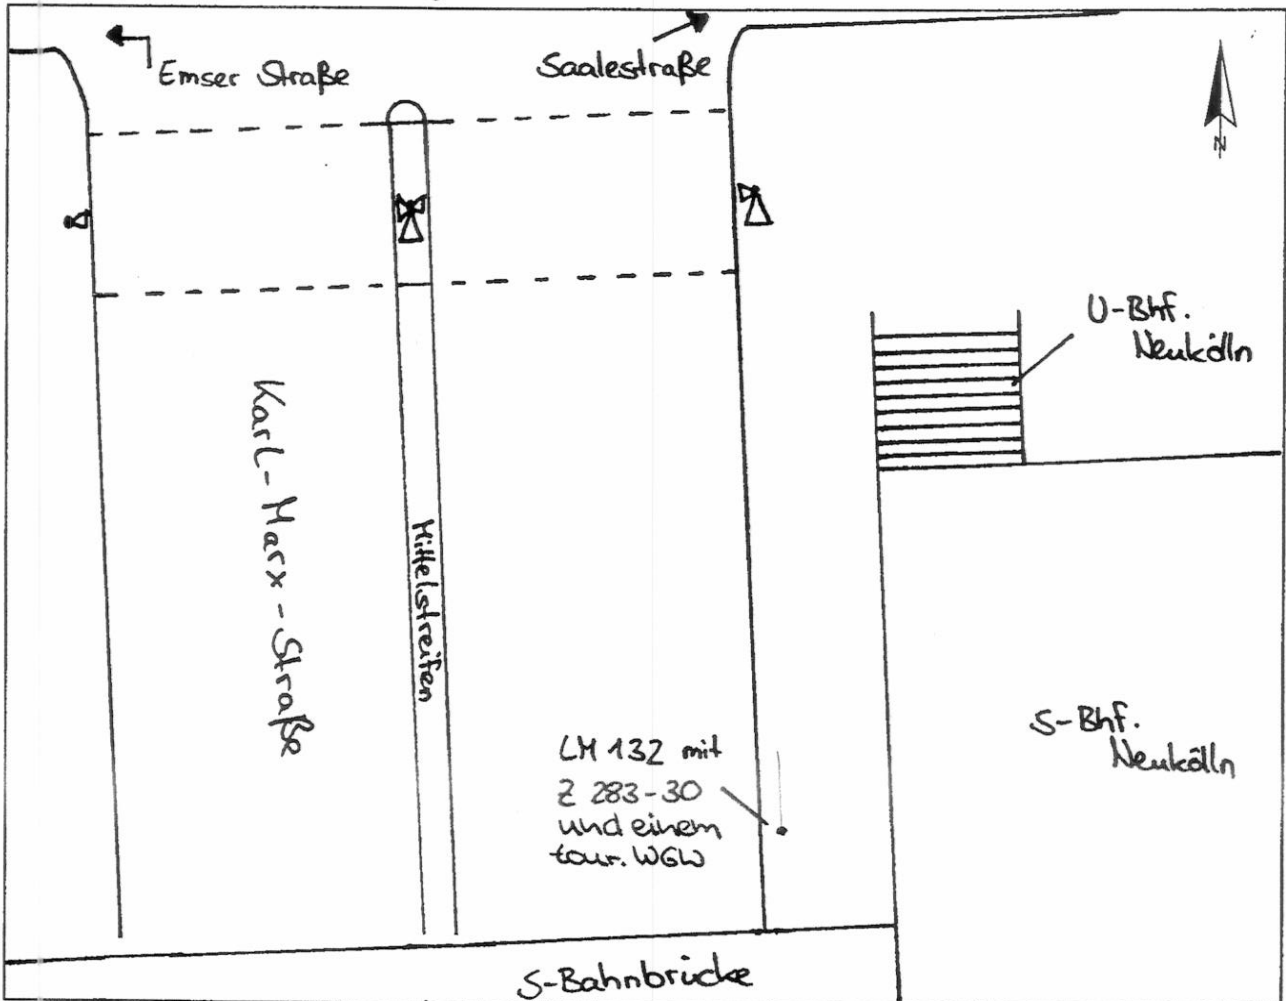 Emser Straße
Saalestraße
N
U-Bhf.
Neukölln
Karl-Marx-Straße
Mittelstreifen
S-Bhf.
Neukölln
LM 132 mit
Z 283-30
und einem
tour. WGW
S-Bahnbrücke